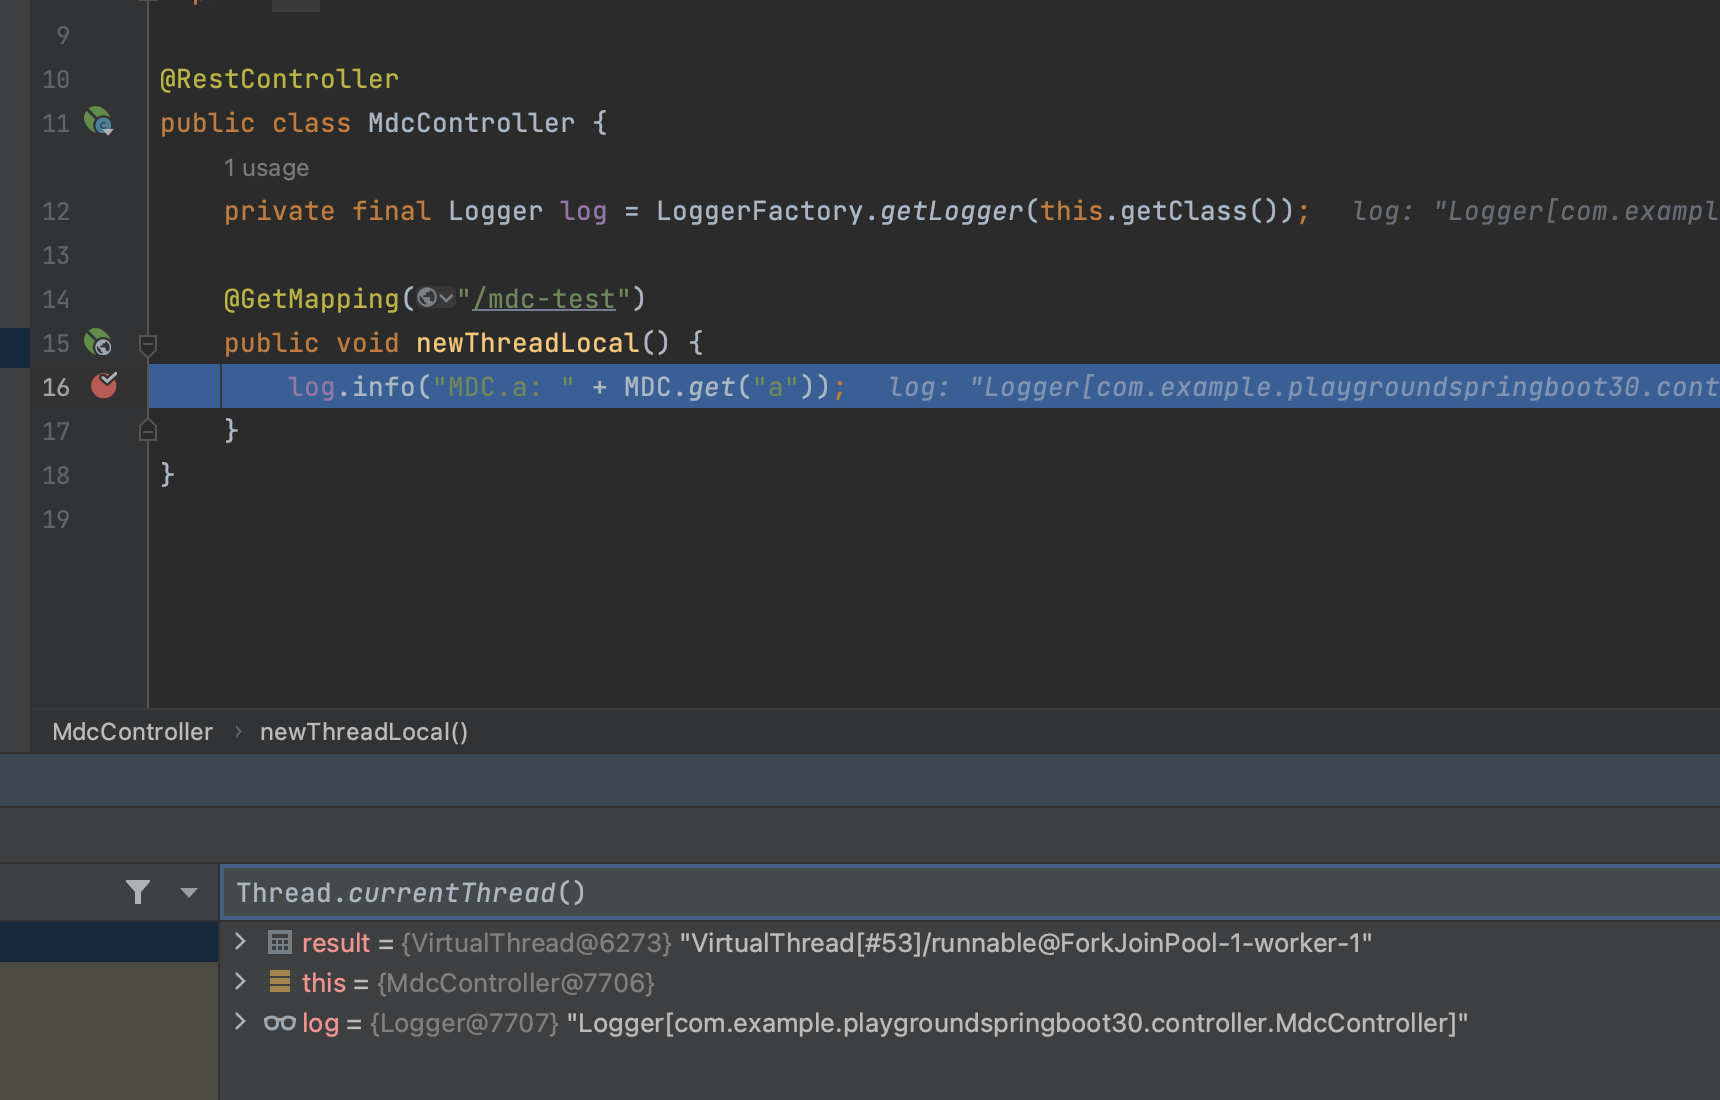 9
10 @RestController
11 public class MdcController {
1 usage
12 private final Logger log = LoggerFactory.getLogger(this.getClass()); log: "Logger[com.exampl
13
14 @GetMapping("/mdc-test")
15 public void newThreadLocal() {
16 log.info("MDC.a: " + MDC.get("a")); log: "Logger[com.example.playgroundspringboot30.cont
17 }
18 }
19
MdcController › newThreadLocal()
Thread.currentThread()
result = {VirtualThread@6273} "VirtualThread[#53]/runnable@ForkJoinPool-1-worker-1"
this = {MdcController@7706}
log = {Logger@7707} "Logger[com.example.playgroundspringboot30.controller.MdcController]"